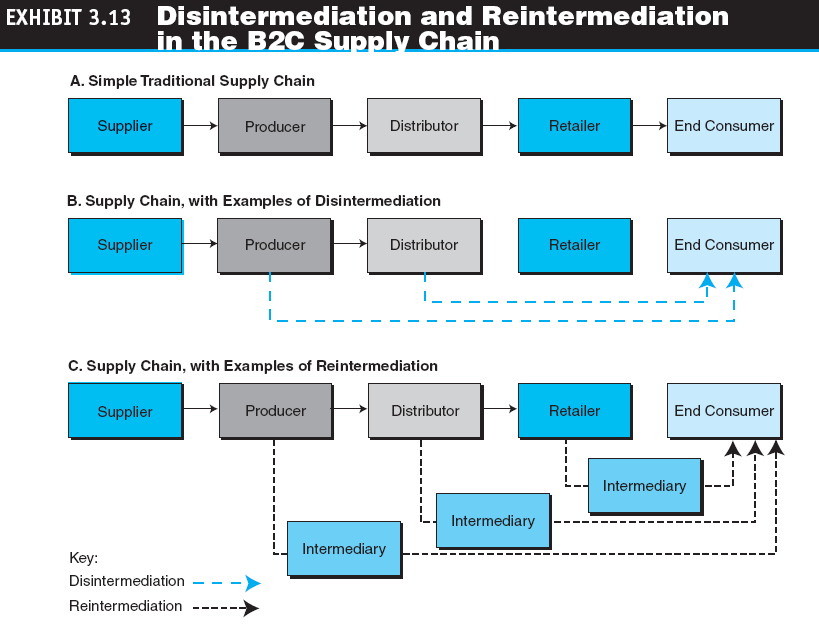 EXHIBIT 3.13 Disintermediation and Reintermediation
in the B2C Supply Chain
A. Simple Traditional Supply Chain
Supplier Producer Distributor Retailer End Consumer
B. Supply Chain, with Examples of Disintermediation
Supplier Producer Distributor Retailer End Consumer
C. Supply Chain, with Examples of Reintermediation
Supplier Producer Distributor Retailer End Consumer
Intermediary
Intermediary
Intermediary
Key:
Disintermediation
Reintermediation